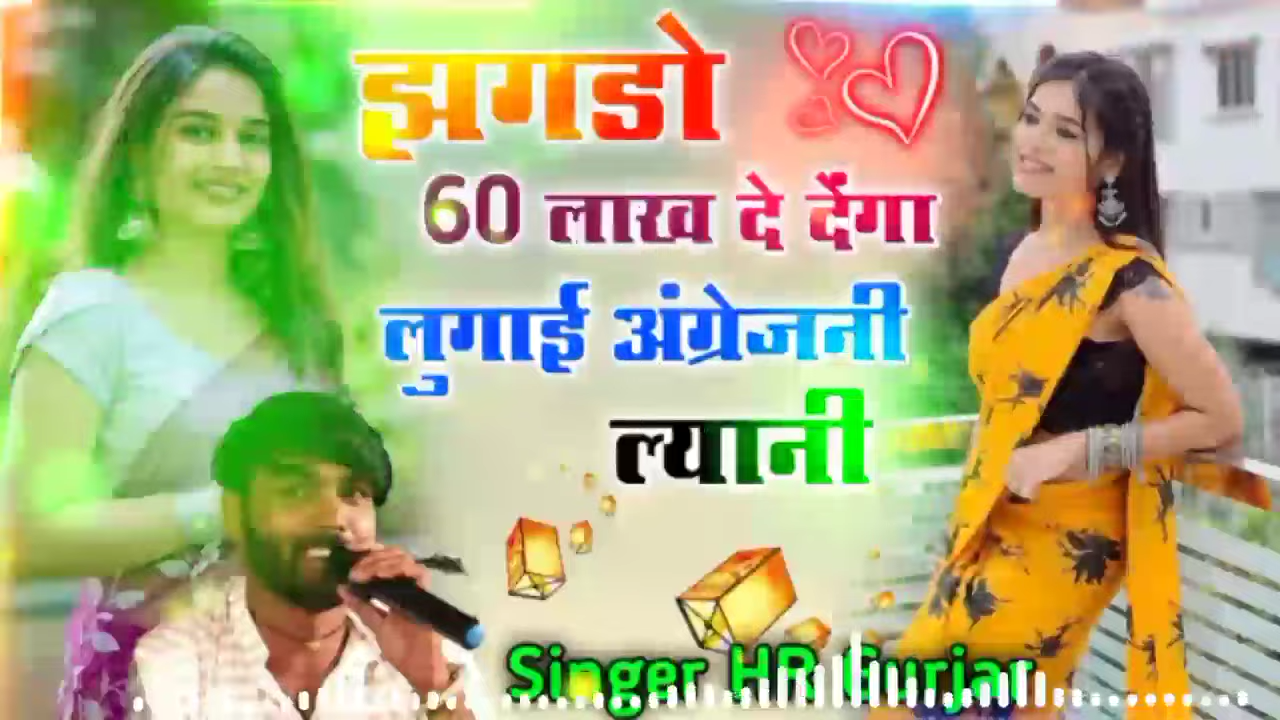 झगडो
60 लाख दे देंगा
लुगाई अंग्रेजनी
ल्यानी
Singer HR Gurjar